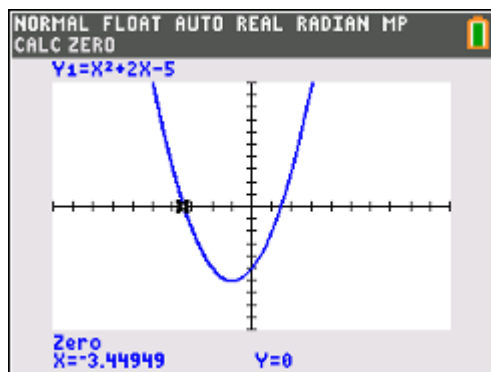 NORMAL FLOAT AUTO REAL RADIAN MP
CALC ZERO
Y₁=X²+2X-5
Zero
X=-3.44949 Y=0